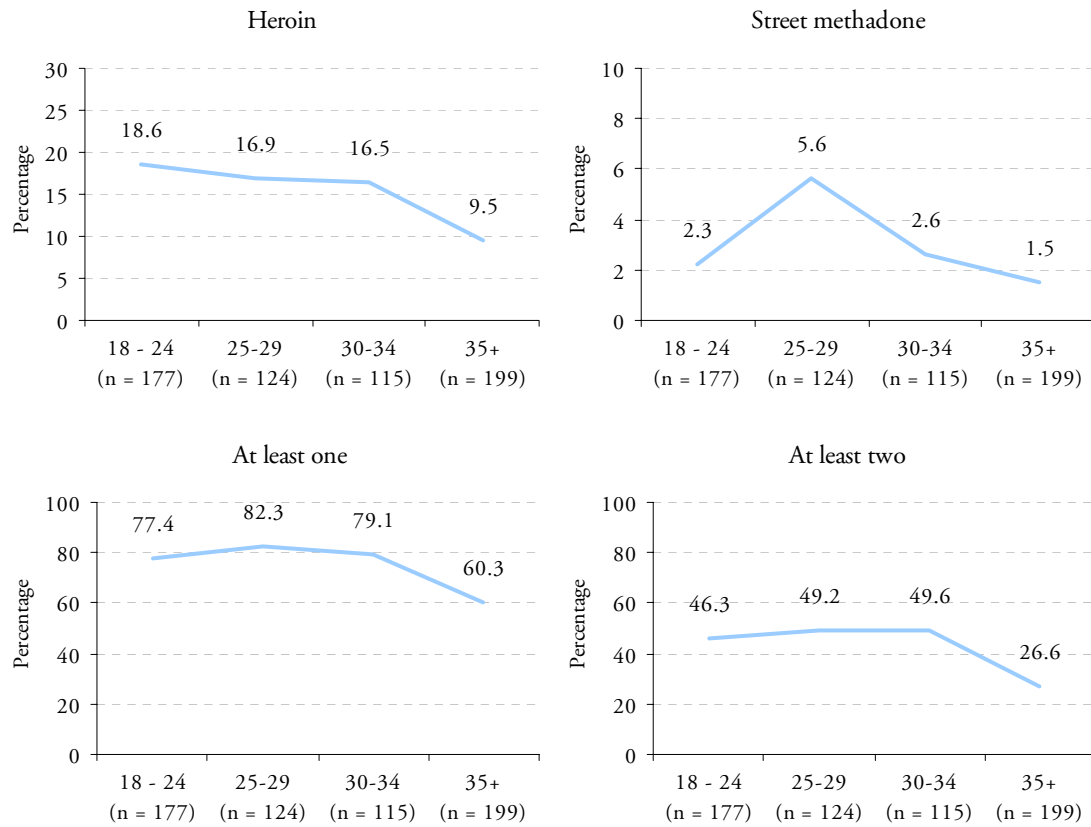 Heroin
Percentage
30
25
20
15
10
5
0
18.6
16.9
16.5
9.5
18 - 24 25-29 30-34 35+
(n = 177) (n = 124) (n = 115) (n = 199)
Street methadone
Percentage
10
8
6
4
2
0
2.3
5.6
2.6
1.5
18 - 24 25-29 30-34 35+
(n = 177) (n = 124) (n = 115) (n = 199)
At least one
Percentage
100
80
60
40
20
0
77.4
82.3
79.1
60.3
18 - 24 25-29 30-34 35+
(n = 177) (n = 124) (n = 115) (n = 199)
At least two
Percentage
100
80
60
40
20
0
46.3
49.2
49.6
26.6
18 - 24 25-29 30-34 35+
(n = 177) (n = 124) (n = 115) (n = 199)